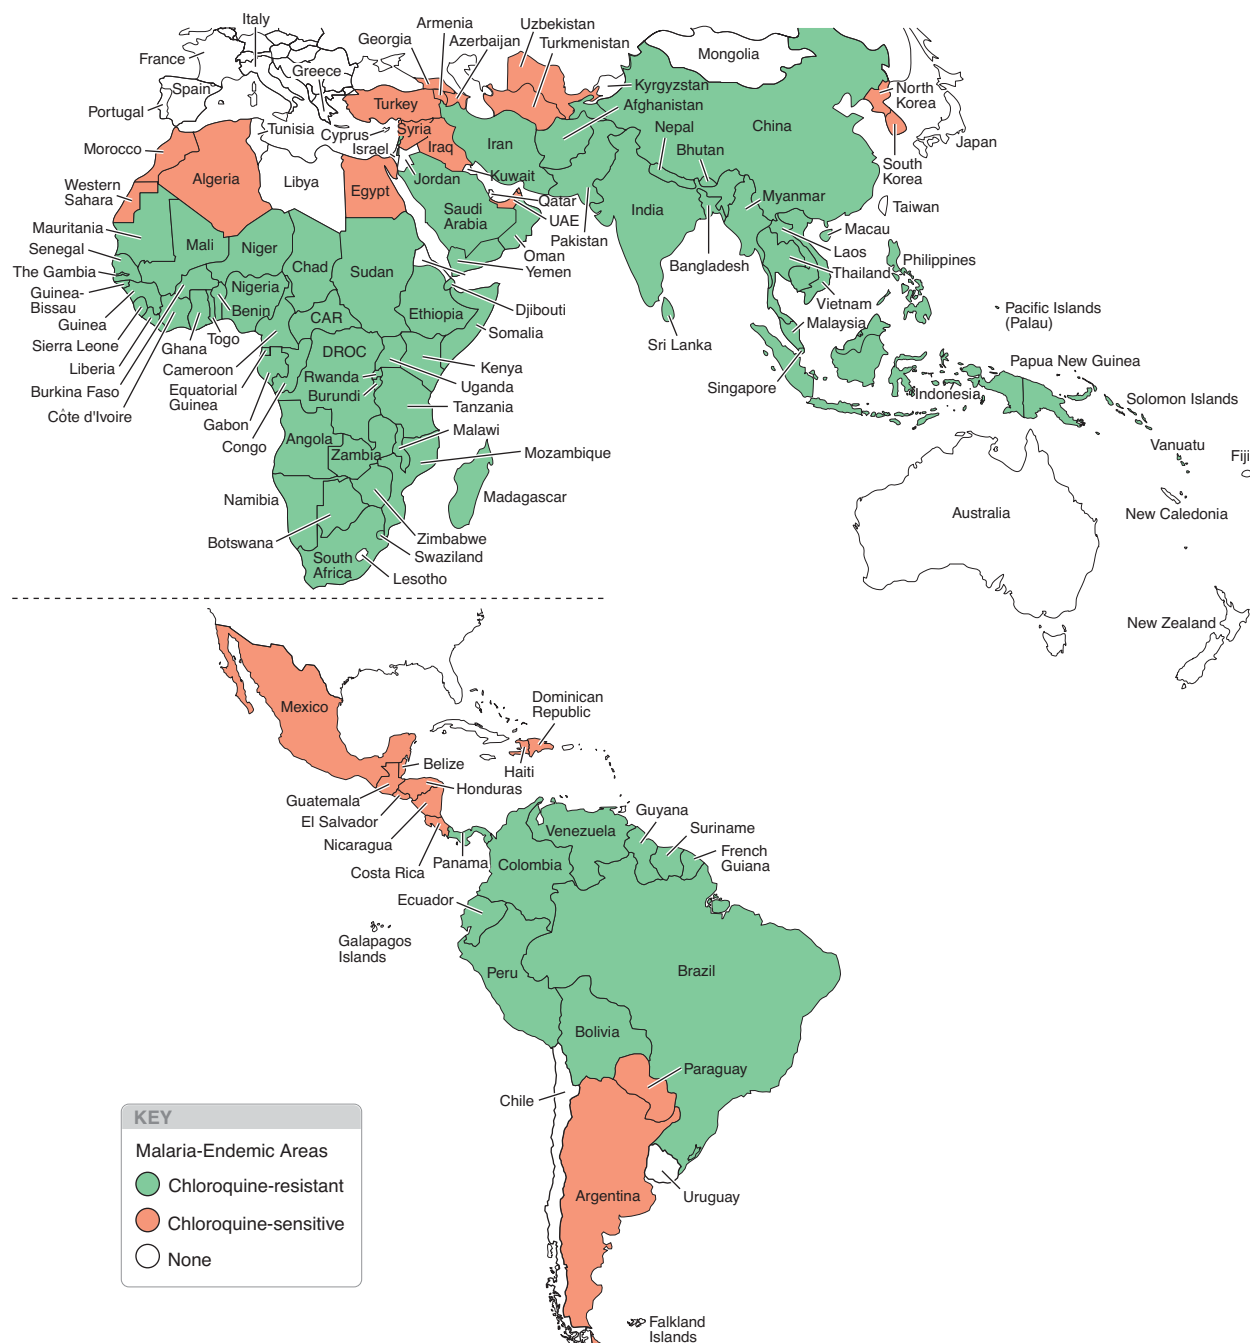 Italy
France
Spain
Portugal
Greece
Georgia
Armenia
Azerbaijan
Uzbekistan
Turkmenistan
Mongolia
Kyrgyzstan
Afghanistan
North
Korea
China
Japan
South
Korea
Turkey
Tunisia
Cyprus
Israel
Syria
Iraq
Iran
Nepal
Bhutan
Morocco
Algeria
Libya
Egypt
Jordan
Kuwait
Western
Sahara
Qatar
UAE
India
Myanmar
Taiwan
Saudi
Arabia
Pakistan
Macau
Mauritania
Mali
Niger
Chad
Sudan
Oman
Yemen
Bangladesh
Laos
Thailand
Philippines
Senegal
The Gambia
Guinea-
Bissau
Guinea
Nigeria
Benin
Ethiopia
Djibouti
Somalia
Vietnam
Malaysia
Pacific Islands
(Palau)
Sierra Leone
Ghana
Togo
CAR
Sri Lanka
Liberia
Cameroon
DROC
Kenya
Papua New Guinea
Burkina Faso
Equatorial
Guinea
Rwanda
Uganda
Singapore
Indonesia
Côte d'Ivoire
Burundi
Tanzania
Solomon Islands
Gabon
Congo
Angola
Malawi
Zambia
Mozambique
Vanuatu
Fiji
Namibia
Madagascar
Australia
New Caledonia
Botswana
Zimbabwe
Swaziland
South
Africa
Lesotho
New Zealand
Mexico
Dominican
Republic
Belize
Haiti
Honduras
Guatemala
El Salvador
Nicaragua
Costa Rica
Panama
Guyana
Venezuela
Suriname
French
Guiana
Colombia
Ecuador
Galapagos
Islands
Peru
Brazil
Bolivia
Paraguay
Chile
Argentina
Uruguay
Falkland
Islands
KEY
Malaria-Endemic Areas
Chloroquine-resistant
Chloroquine-sensitive
None